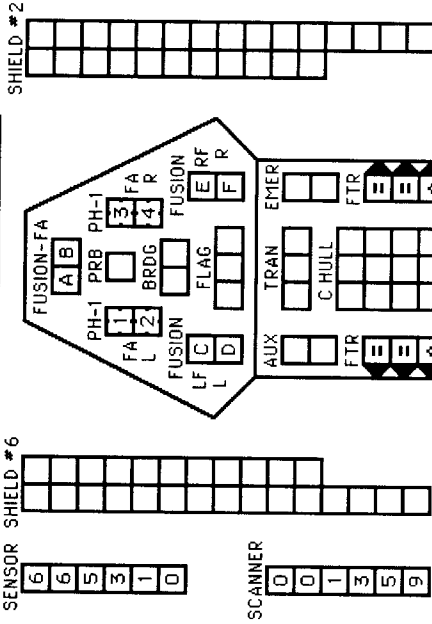 SENSOR
6
6
5
3
1
0
SCANNER
0
0
1
3
5
9
SHIELD #6
FUSION-FA
A B
PH-1
1
2
FA
L
PRB
PH-1
3
4
FA
R
BRDG
FUSION
LF
L
C
D
FLAG
FUSION
RF
R
E
F
AUX
TRAN
EMER
FTR
=
=
C HULL
FTR
=
=
SHIELD #2